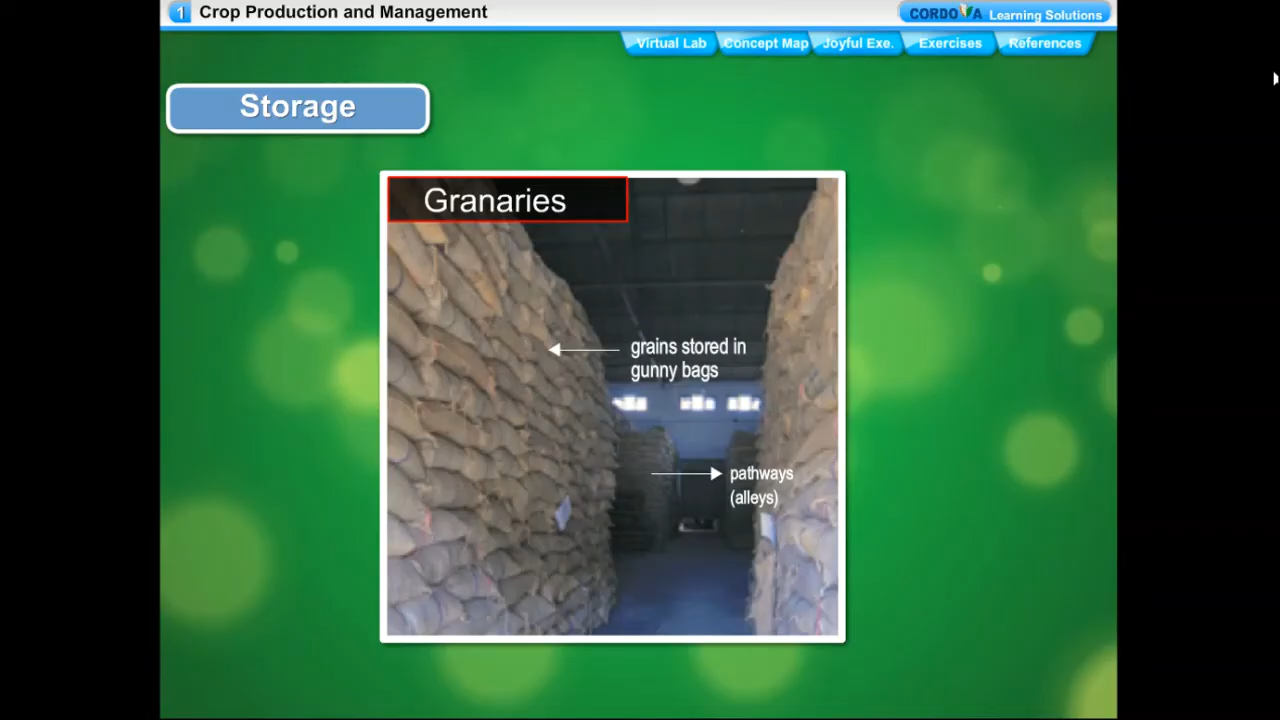 1 Crop Production and Management
CORDOVA Learning Solutions
Virtual Lab Concept Map Joyful Exe. Exercises References
Storage
Granaries
grains stored in
gunny bags
pathways
(alleys)